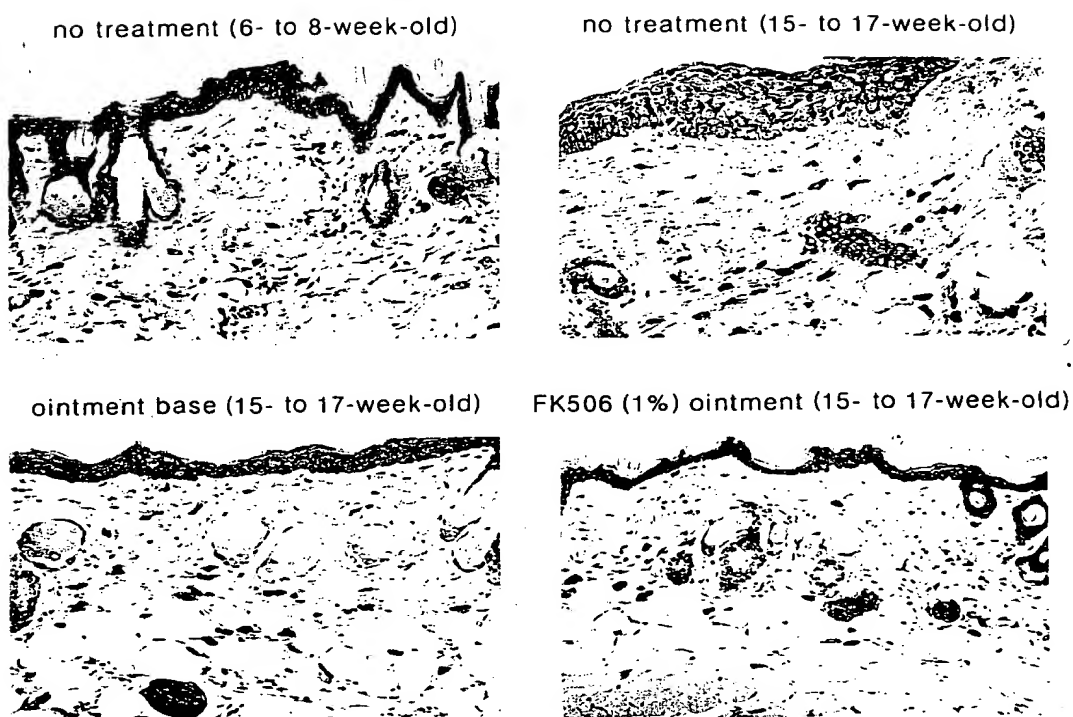 no treatment (6- to 8-week-old)
no treatment (15- to 17-week-old)
ointment base (15- to 17-week-old)
FK506 (1%) ointment (15- to 17-week-old)